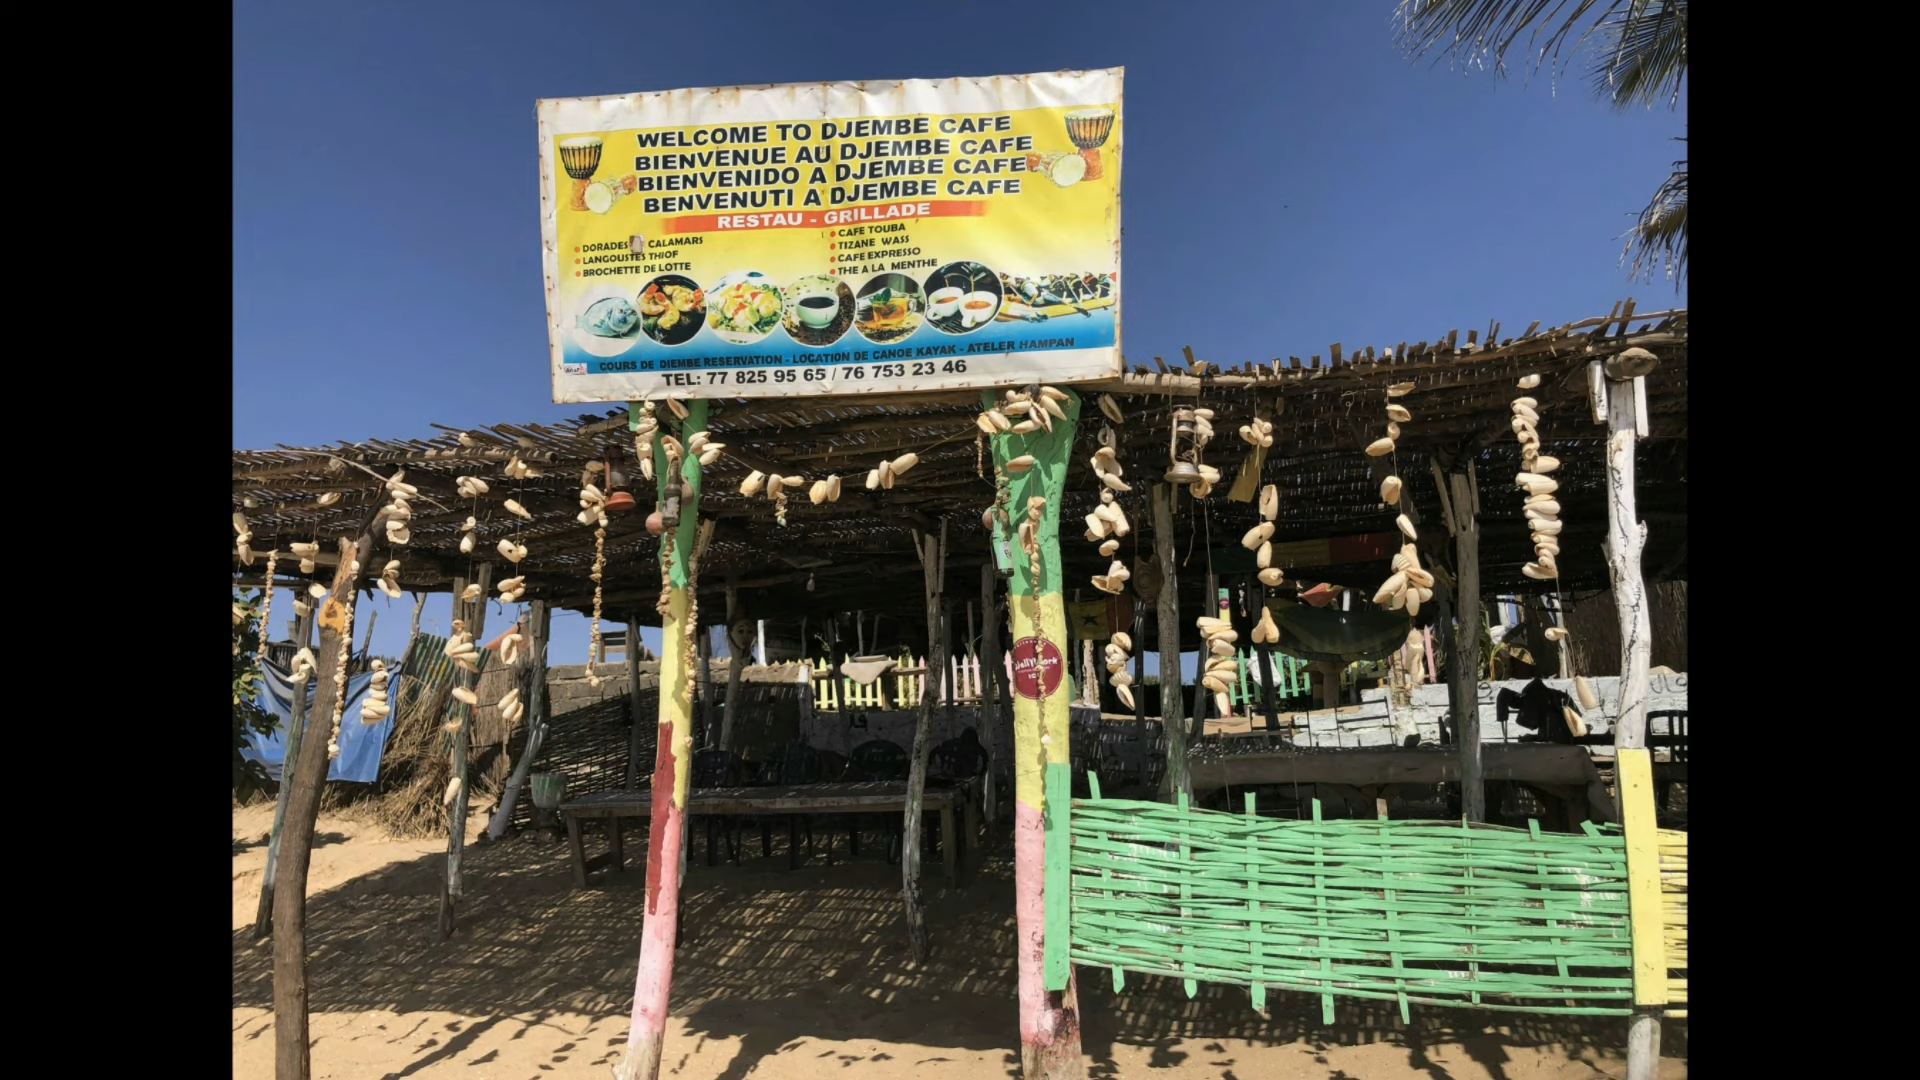 WELCOME TO DJEMBE CAFE
BIENVENUE AU DJEMBE CAFE
BIENVENIDO A DJEMBE CAFE
BENVENUTI A DJEMBE CAFE
RESTAU - GRILLADE
DORADES CALAMARS
LANGOUSTES THIOF
BROCHETTE DE LOTTE
CAFE TOUBA
TIZANE WASS
CAFE EXPRESSO
THE A LA MENTHE
COURS DE DJEMBE RESERVATION - LOCATION DE CANOE KAYAK - ATELER HAMPAN
TEL: 77 825 95 65 / 76 753 23 46